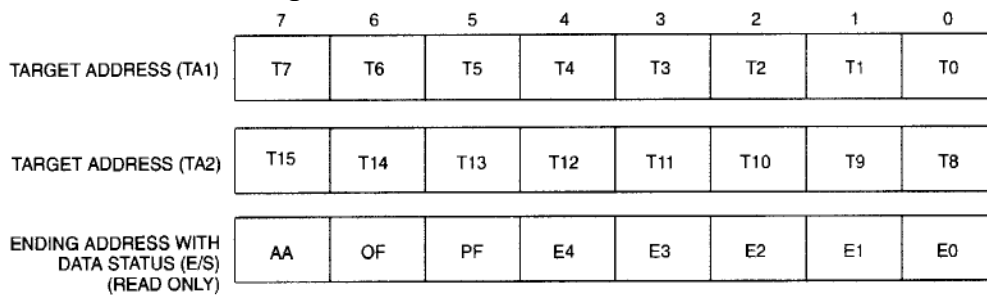 7 6 5 4 3 2 1 0
TARGET ADDRESS (TA1) T7 T6 T5 T4 T3 T2 T1 T0
TARGET ADDRESS (TA2) T15 T14 T13 T12 T11 T10 T9 T8
ENDING ADDRESS WITH
DATA STATUS (E/S) AA OF PF E4 E3 E2 E1 E0
(READ ONLY)